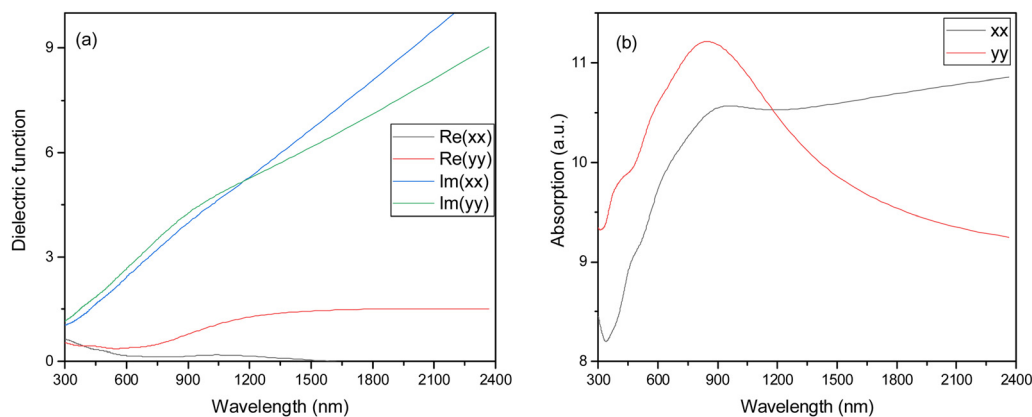 (a)
9
6
3
0
Dielectric function
Re(xx)
Re(yy)
Im(xx)
Im(yy)
300 600 900 1200 1500 1800 2100 2400
Wavelength (nm)
(b)
xx
yy
11
10
9
8
Absorption (a.u.)
300 600 900 1200 1500 1800 2100 2400
Wavelength (nm)